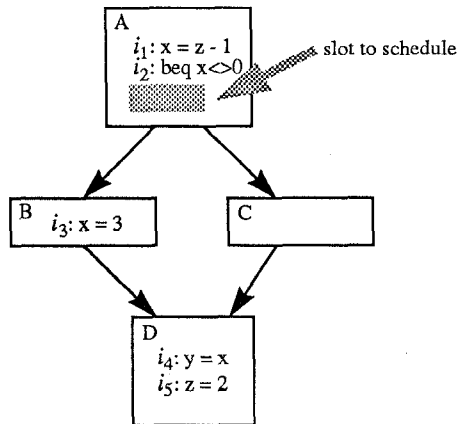 A
i1: x = z - 1
i2: beq x<>0
slot to schedule
B
i3: x = 3
C
D
i4: y = x
i5: z = 2